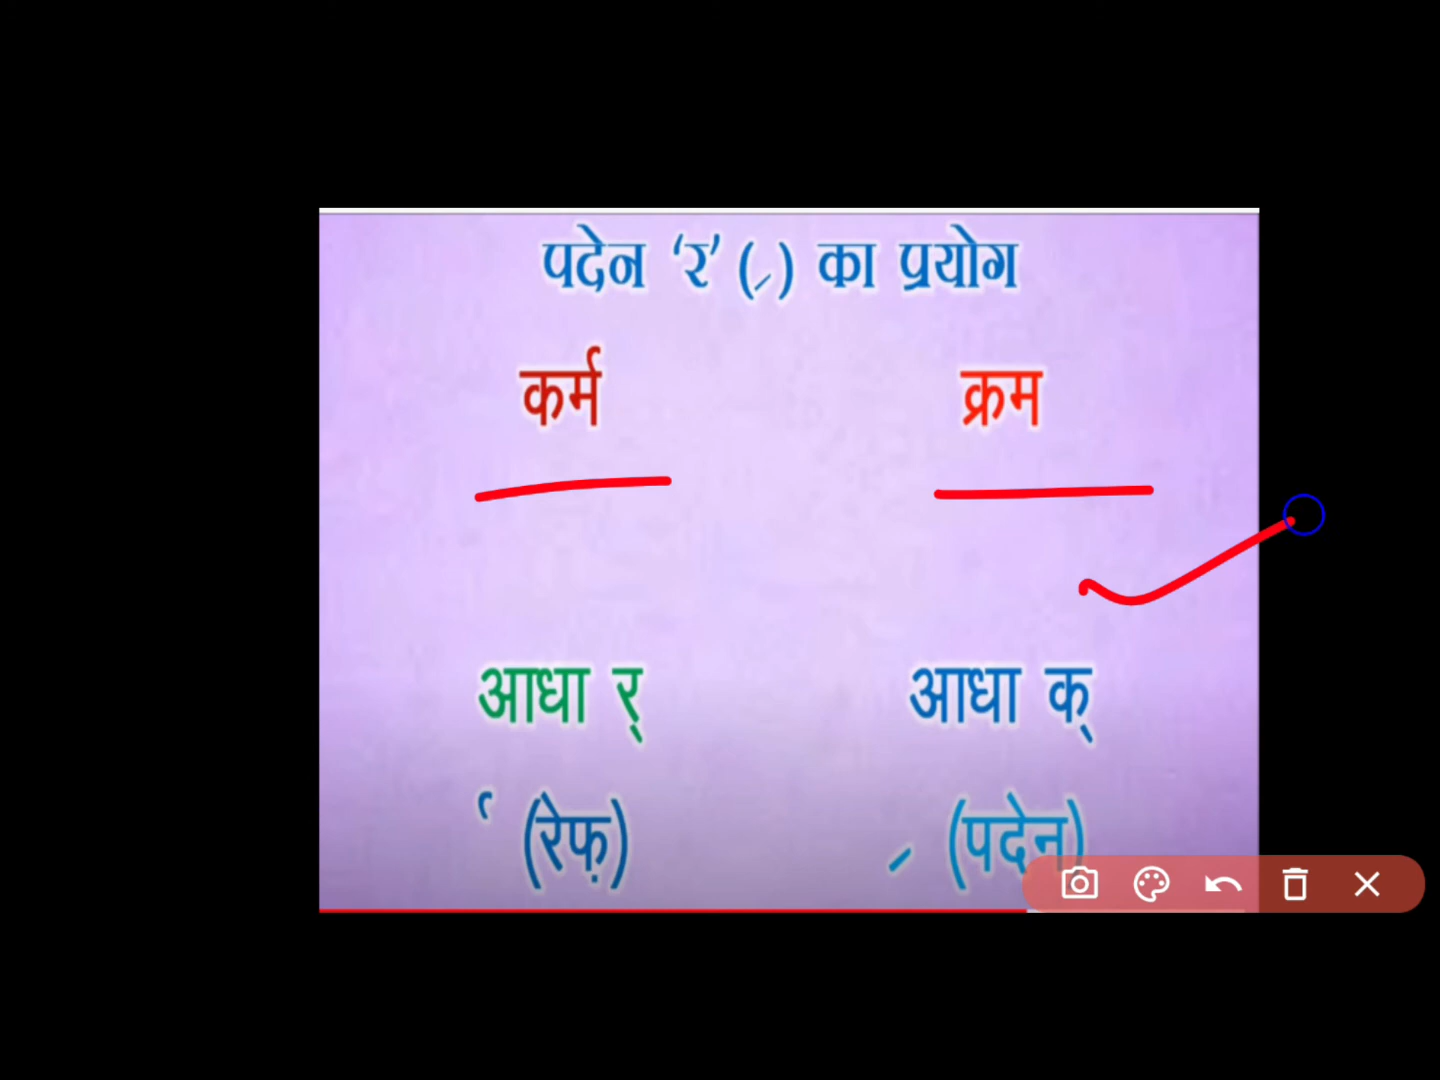 पदेन ‘र’ (्र) का प्रयोग
कर्म क्रम
आधा र् आधा क्
र् (रेफ़) ्र (पदेन)